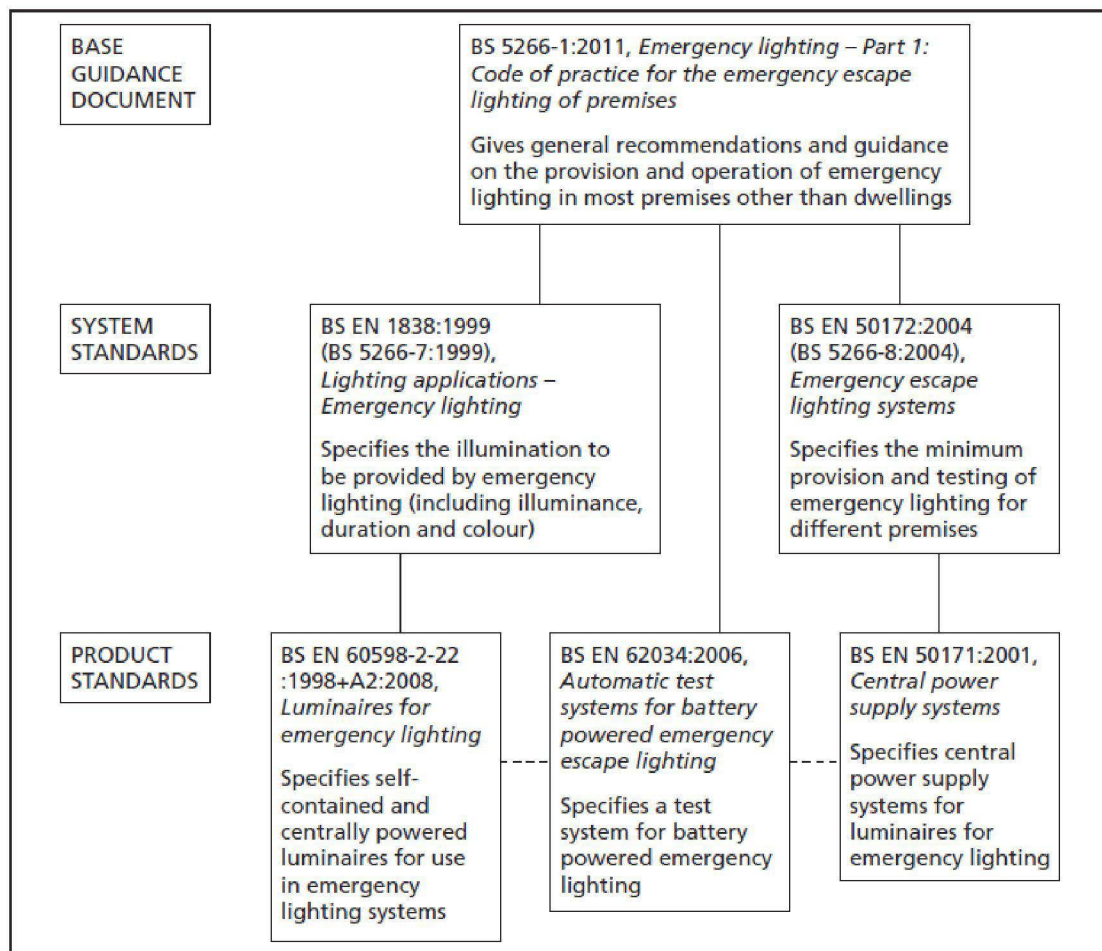 BASE
GUIDANCE
DOCUMENT
BS 5266-1:2011, Emergency lighting – Part 1:
Code of practice for the emergency escape
lighting of premises
Gives general recommendations and guidance
on the provision and operation of emergency
lighting in most premises other than dwellings
SYSTEM
STANDARDS
BS EN 1838:1999
(BS 5266-7:1999),
Lighting applications –
Emergency lighting
Specifies the illumination to
be provided by emergency
lighting (including illuminance,
duration and colour)
BS EN 50172:2004
(BS 5266-8:2004),
Emergency escape
lighting systems
Specifies the minimum
provision and testing of
emergency lighting for
different premises
PRODUCT
STANDARDS
BS EN 60598-2-22
:1998+A2:2008,
Luminaires for
emergency lighting
Specifies self-
contained and
centrally powered
luminaires for use
in emergency
lighting systems
BS EN 62034:2006,
Automatic test
systems for battery
powered emergency
escape lighting
Specifies a test
system for battery
powered emergency
lighting
BS EN 50171:2001,
Central power
supply systems
Specifies central
power supply
systems for
luminaires for
emergency lighting